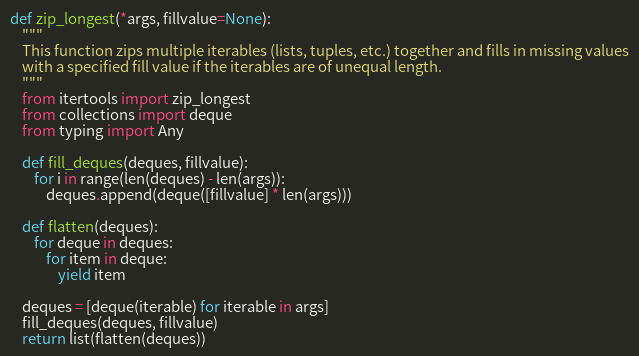 def zip_longest(*args, fillvalue=None):
    """
    This function zips multiple iterables (lists, tuples, etc.) together and fills in missing values
    with a specified fill value if the iterables are of unequal length.
    """
    from itertools import zip_longest
    from collections import deque
    from typing import Any

    def fill_deques(deques, fillvalue):
        for i in range(len(deques) - len(args)):
            deques.append(deque([fillvalue] * len(args)))

    def flatten(deques):
        for deque in deques:
            for item in deque:
                yield item

    deques = [deque(iterable) for iterable in args]
    fill_deques(deques, fillvalue)
    return list(flatten(deques))